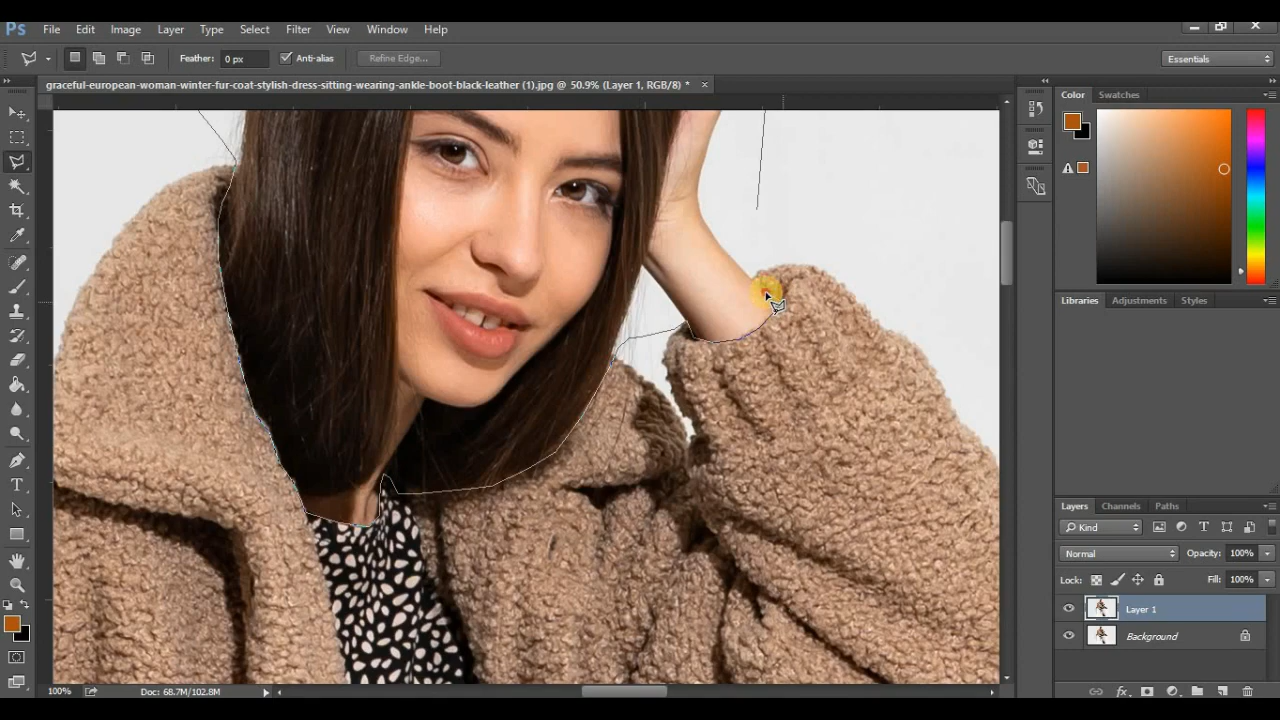 Ps File Edit Image Layer Type Select Filter View Window Help
Feather: 0 px Anti-alias Refine Edge... Essentials
graceful-european-woman-winter-fur-coat-stylish-dress-sitting-wearing-ankle-boot-black-leather (1).jpg @ 50.9% (Layer 1, RGB/8) * ×
Color Swatches
Libraries Adjustments Styles
Layers Channels Paths
Kind
Normal Opacity: 100%
Lock: Fill: 100%
Layer 1
Background
100% Doc: 68.7M/102.8M
fx